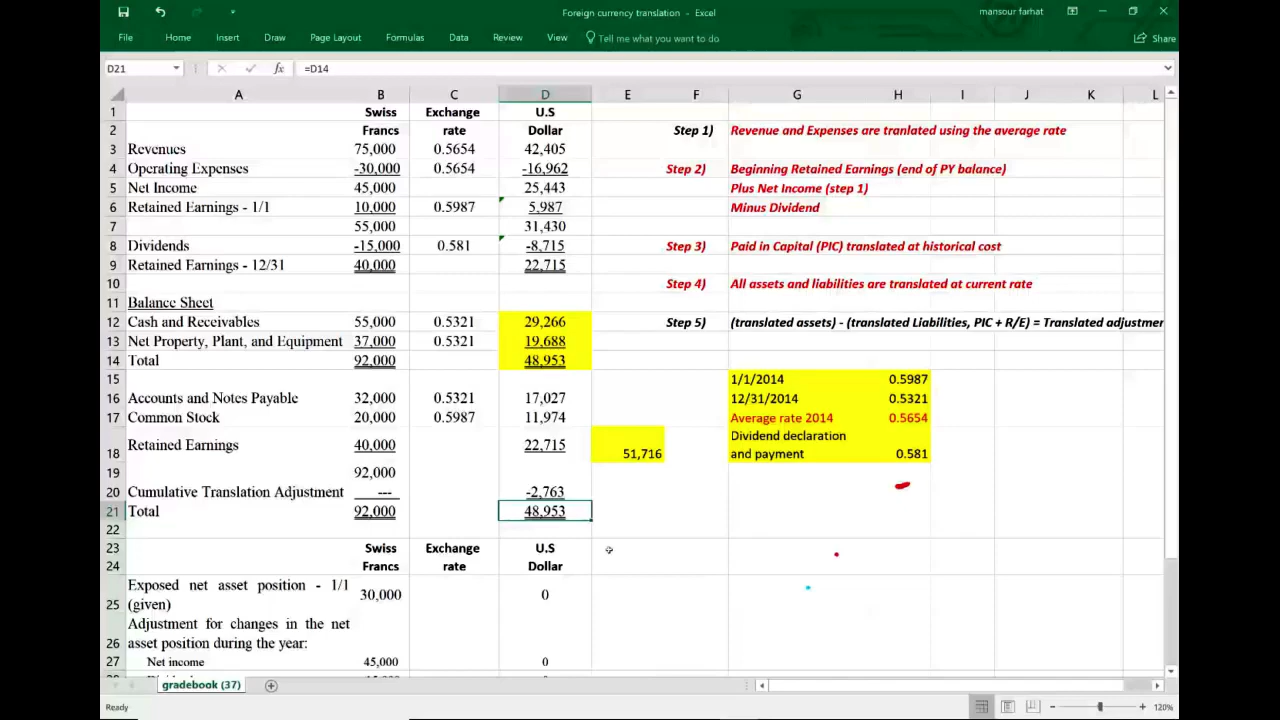 Foreign currency translation - Excel
mansour farhat
File Home Insert Draw Page Layout Formulas Data Review View Tell me what you want to do Share
D21 fx =D14
A B C D E F G H I J K L
1 Swiss Exchange U.S
2 Francs rate Dollar Step 1) Revenue and Expenses are tranlated using the average rate
3 Revenues 75,000 0.5654 42,405
4 Operating Expenses -30,000 0.5654 -16,962 Step 2) Beginning Retained Earnings (end of PY balance)
5 Net Income 45,000 25,443 Plus Net Income (step 1)
6 Retained Earnings - 1/1 10,000 0.5987 5,987 Minus Dividend
7 55,000 31,430
8 Dividends -15,000 0.581 -8,715 Step 3) Paid in Capital (PIC) translated at historical cost
9 Retained Earnings - 12/31 40,000 22,715
10 Step 4) All assets and liabilities are translated at current rate
11 Balance Sheet
12 Cash and Receivables 55,000 0.5321 29,266 Step 5) (translated assets) - (translated Liabilities, PIC + R/E) = Translated adjustmer
13 Net Property, Plant, and Equipment 37,000 0.5321 19,688
14 Total 92,000 48,953
15 1/1/2014 0.5987
16 Accounts and Notes Payable 32,000 0.5321 17,027 12/31/2014 0.5321
17 Common Stock 20,000 0.5987 11,974 Average rate 2014 0.5654
Dividend declaration
18 Retained Earnings 40,000 22,715 51,716 and payment 0.581
19 92,000
20 Cumulative Translation Adjustment --- -2,763
21 Total 92,000 48,953
22
23 Swiss Exchange U.S
24 Francs rate Dollar
Exposed net asset position - 1/1
25 (given) 30,000 0
Adjustment for changes in the net
26 asset position during the year:
27 Net income 45,000 0
gradebook (37)
Ready 120%